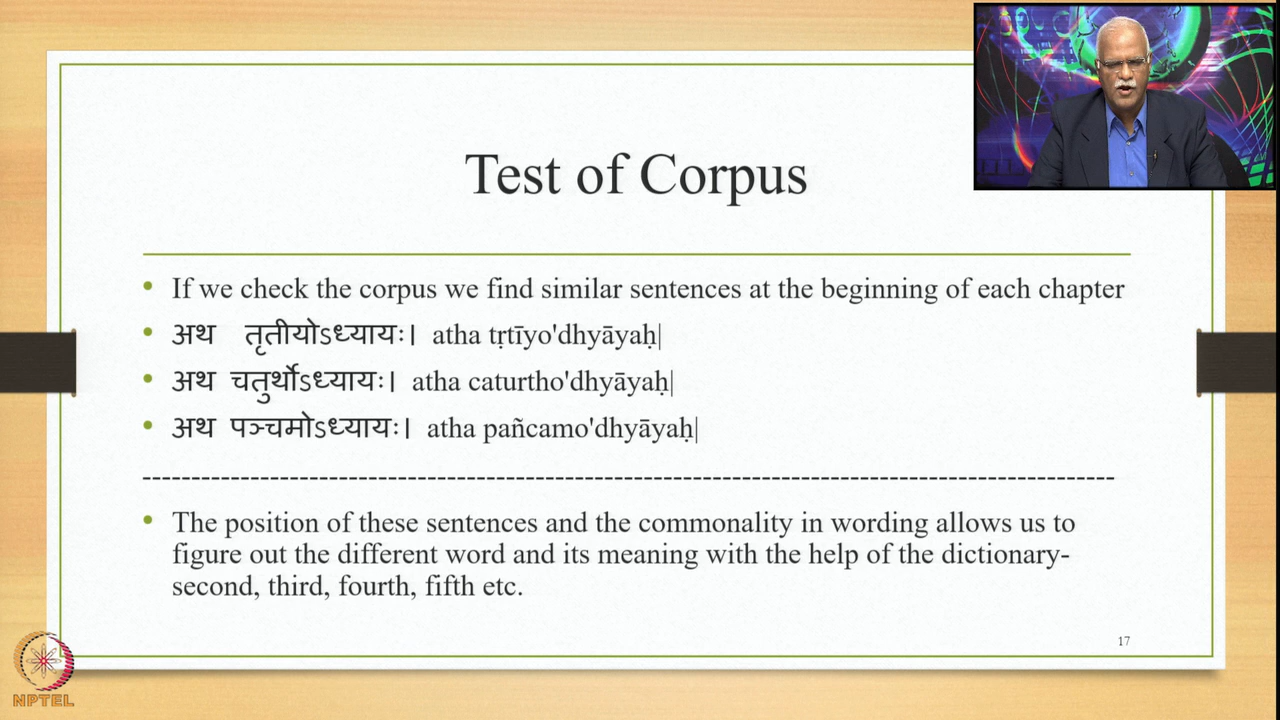 Test of Corpus
If we check the corpus we find similar sentences at the beginning of each chapter
अथ तृतीयोऽध्यायः। atha tṛtīyo'dhyāyaḥ|
अथ चतुर्थोऽध्यायः। atha caturtho'dhyāyaḥ|
अथ पञ्चमोऽध्यायः। atha pañcamo'dhyāyaḥ|
----------------------------------------------------------------------------------------------------
The position of these sentences and the commonality in wording allows us to
figure out the different word and its meaning with the help of the dictionary-
second, third, fourth, fifth etc.
17
NPTEL